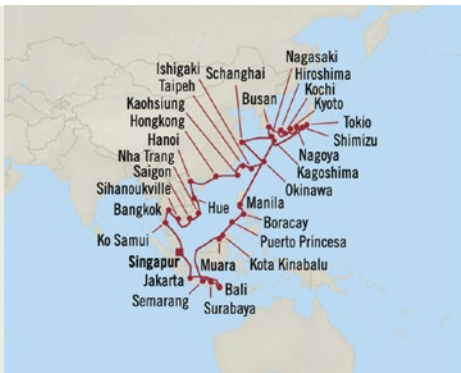 Nagasaki
Ishigaki
Schanghai
Hiroshima
Taipeh
Busan
Kochi
Kaohsiung
Kyoto
Hongkong
Tokio
Hanoi
Shimizu
Nha Trang
Nagoya
Saigon
Kagoshima
Sihanoukville
Okinawa
Bangkok
Hue
Manila
Boracay
Ko Samui
Puerto Princesa
Singapur
Muara
Kota Kinabalu
Jakarta
Bali
Semarang
Surabaya